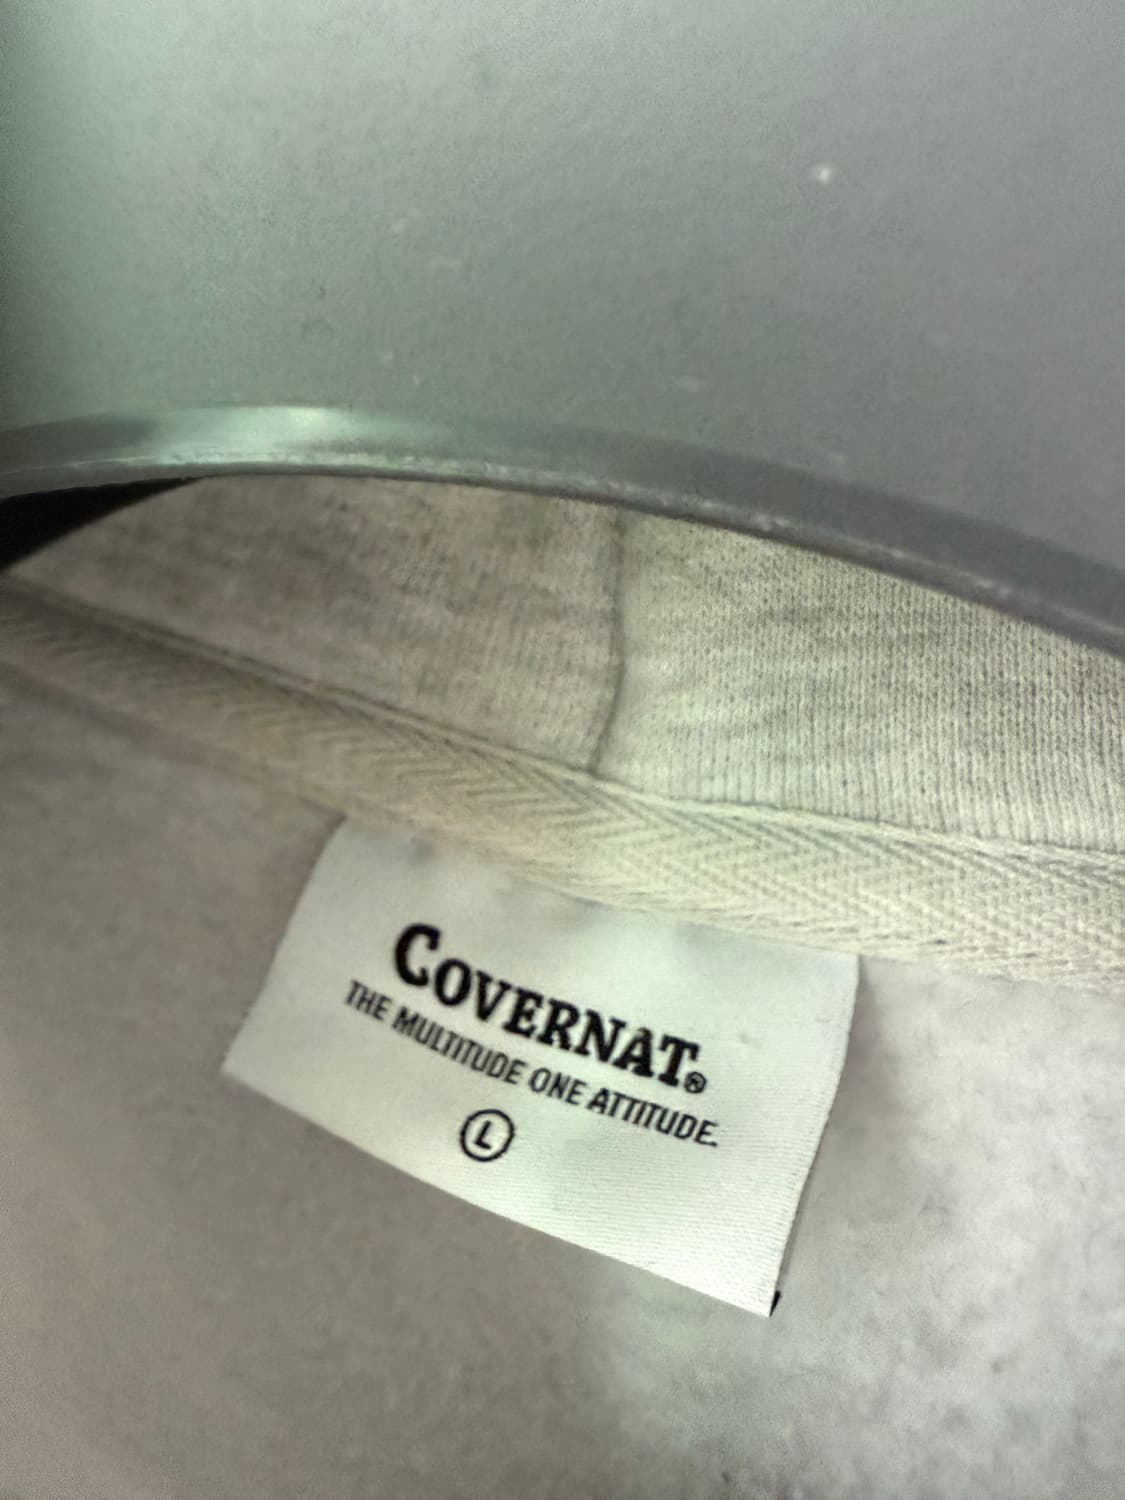 COVERNAT®
THE MULTITUDE ONE ATTITUDE.
L